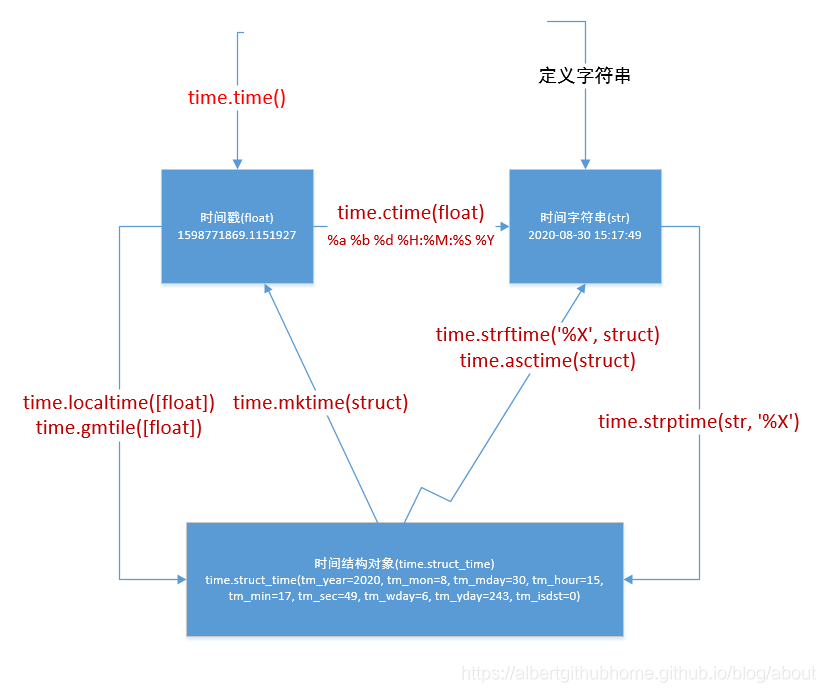 定义字符串
time.time()
时间戳(float)
1598771869.1151927
time.ctime(float)
%a %b %d %H:%M:%S %Y
时间字符串(str)
2020-08-30 15:17:49
time.strftime('%X', struct)
time.asctime(struct)
time.localtime([float])
time.gmtile([float])
time.mktime(struct)
time.strptime(str, '%X')
时间结构对象(time.struct_time)
time.struct_time(tm_year=2020, tm_mon=8, tm_mday=30, tm_hour=15,
tm_min=17, tm_sec=49, tm_wday=6, tm_yday=243, tm_isdst=0)
https://albertgithubhome.github.io/blog/about